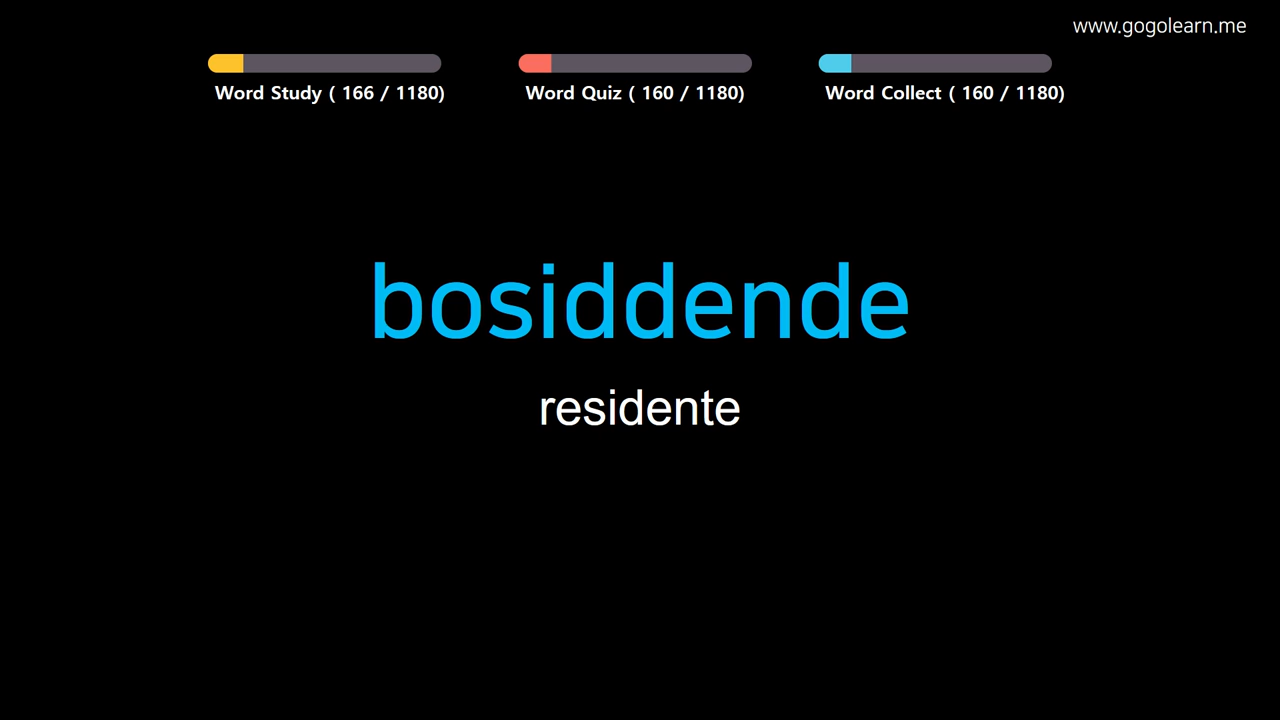 www.gogolearn.me
Word Study ( 166 / 1180)
Word Quiz ( 160 / 1180)
Word Collect ( 160 / 1180)
bosiddende
residente